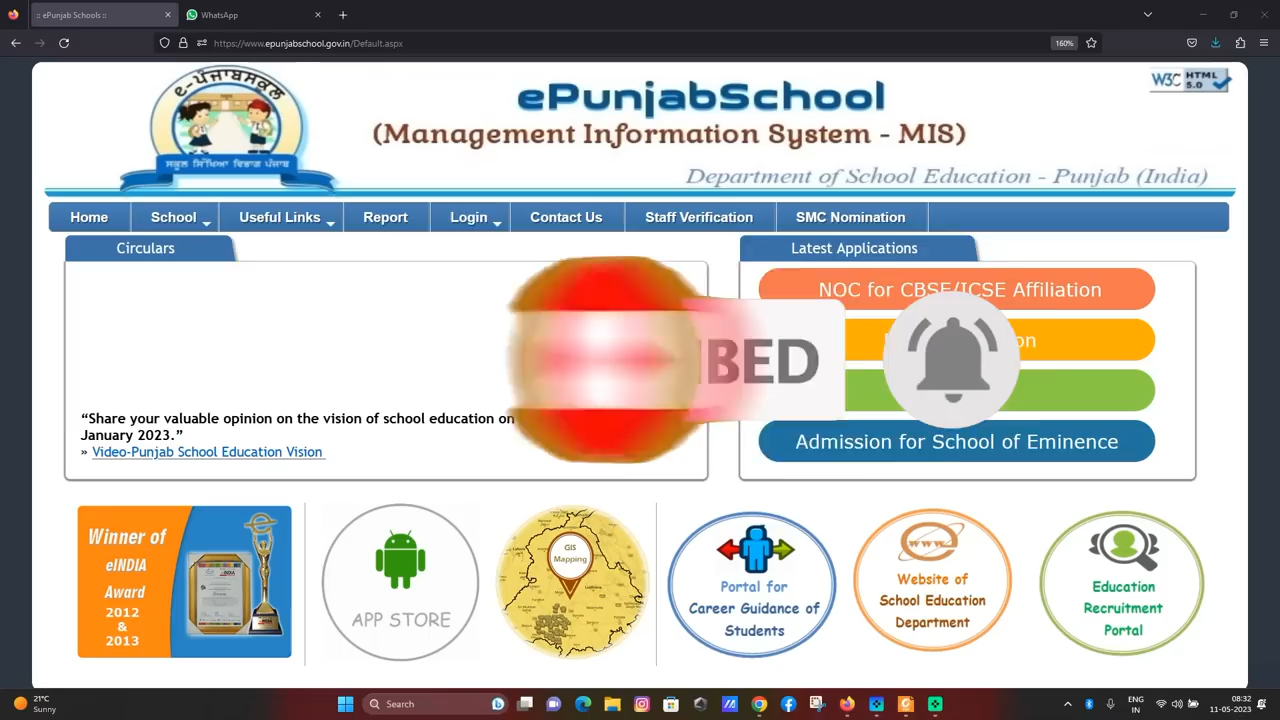 :: ePunjab Schools ::
WhatsApp
https://www.epunjabschool.gov.in/Default.aspx
160%
ਈ-ਪੰਜਾਬ ਸਕੂਲ
ਸਕੂਲ ਸਿੱਖਿਆ ਵਿਭਾਗ ਪੰਜਾਬ
ePunjabSchool
(Management Information System - MIS)
Department of School Education - Punjab (India)
W3C HTML 5.0
Home School Useful Links Report Login Contact Us Staff Verification SMC Nomination
Circulars
Latest Applications
NOC for CBSE/ICSE Affiliation
on
BED
“Share your valuable opinion on the vision of school education on
January 2023.”
» Video-Punjab School Education Vision
Admission for School of Eminence
Winner of
eINDIA
Award
2012
&
2013
APP STORE
GIS
Mapping
Portal for
Career Guidance of
Students
www
Website of
School Education
Department
Education
Recruitment
Portal
21°C
Sunny
Search
ENG
IN
08:32
11-05-2023